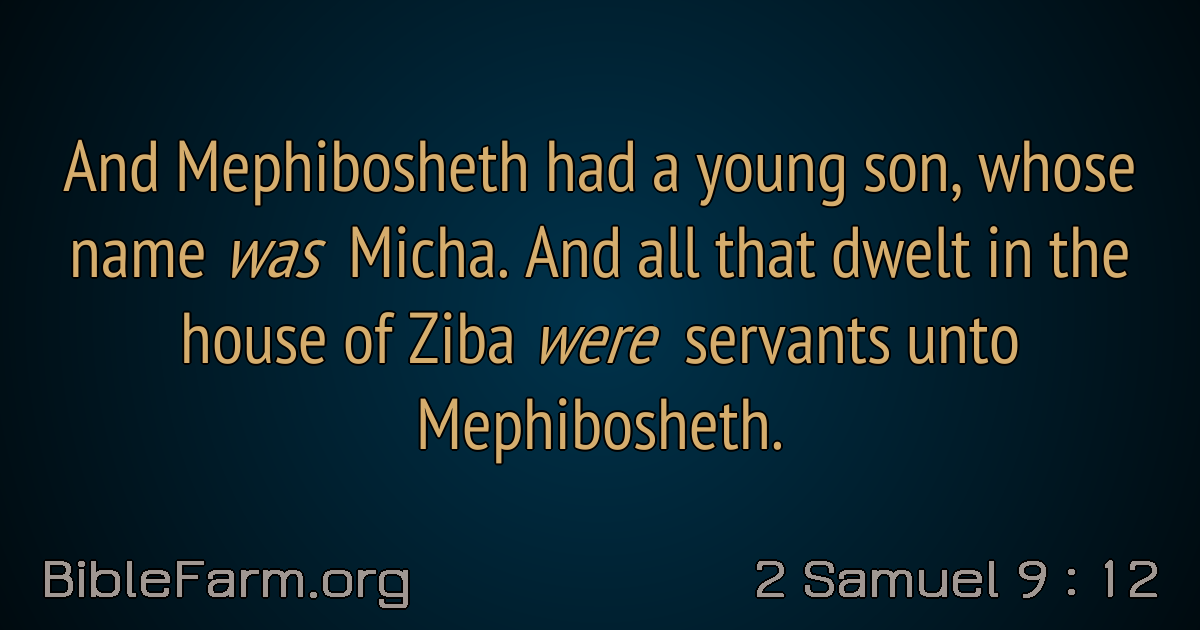 And Mephibosheth had a young son, whose
name was Micha. And all that dwelt in the
house of Ziba were servants unto
Mephibosheth.
BibleFarm.org
2 Samuel 9 : 12